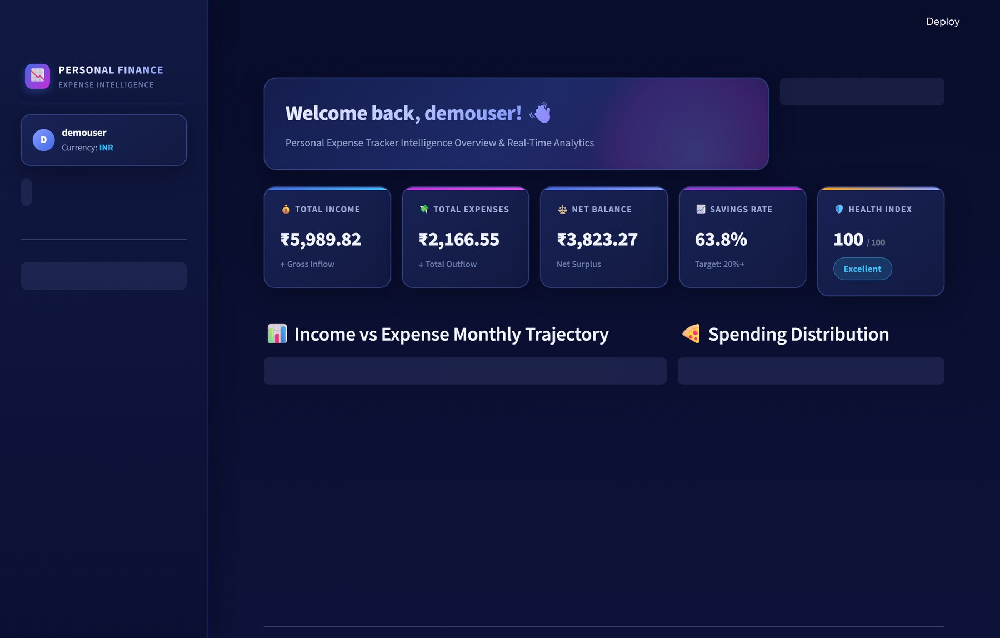 Deploy
PERSONAL FINANCE
EXPENSE INTELLIGENCE
D
demouser
Currency: INR
Welcome back, demouser! 👋
Personal Expense Tracker Intelligence Overview & Real-Time Analytics
💰 TOTAL INCOME
₹5,989.82
↑ Gross Inflow
💸 TOTAL EXPENSES
₹2,166.55
↓ Total Outflow
⚖️ NET BALANCE
₹3,823.27
Net Surplus
📈 SAVINGS RATE
63.8%
Target: 20%+
🛡️ HEALTH INDEX
100 / 100
Excellent
📊 Income vs Expense Monthly Trajectory
🍕 Spending Distribution